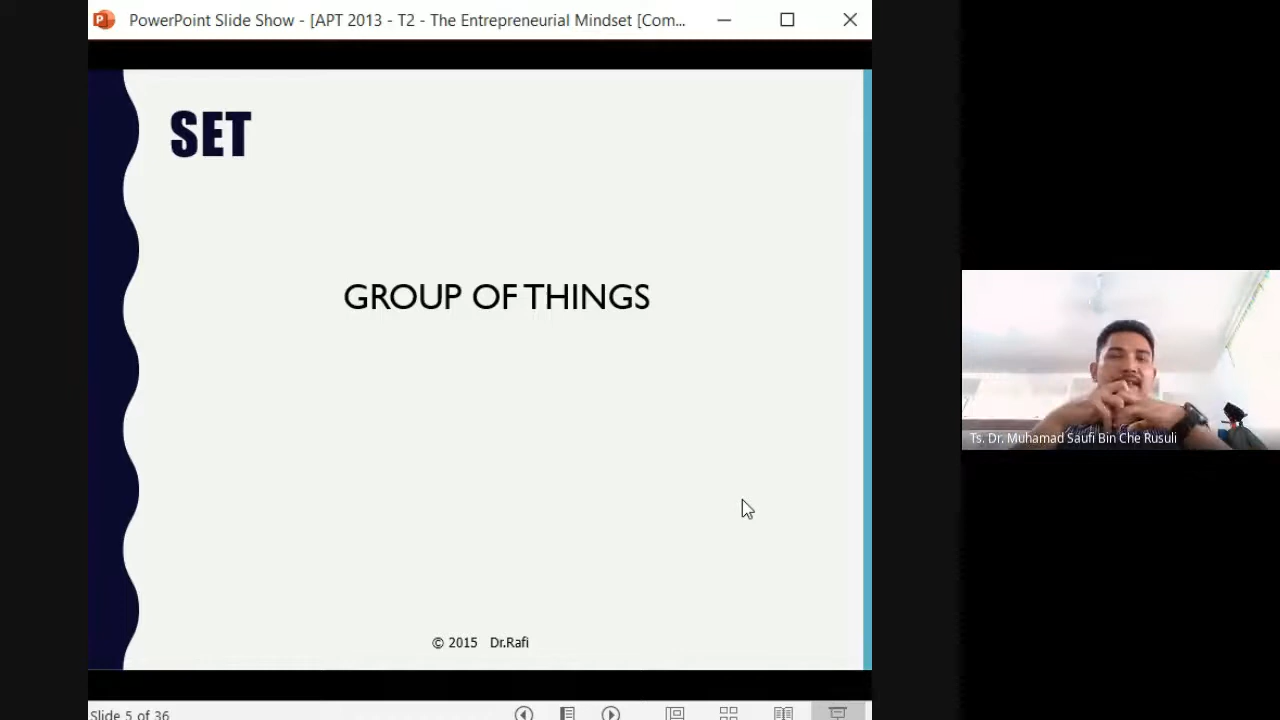 PowerPoint Slide Show - [APT 2013 - T2 - The Entrepreneurial Mindset [Com...
SET
GROUP OF THINGS
© 2015 Dr.Rafi
Slide 5 of 36
Ts. Dr. Muhamad Saufi Bin Che Rusuli